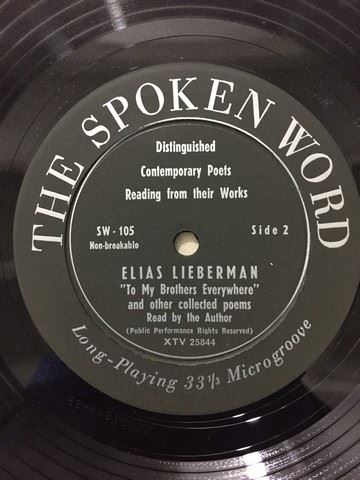 THE SPOKEN WORD
Distinguished
Contemporary Poets
Reading from their Works
SW - 105
Side 2
Non-breakable
ELIAS LIEBERMAN
"To My Brothers Everywhere"
and other collected poems
Read by the Author
(Public Performance Rights Reserved)
XTV 25844
Long-Playing 33⅓ Microgroove